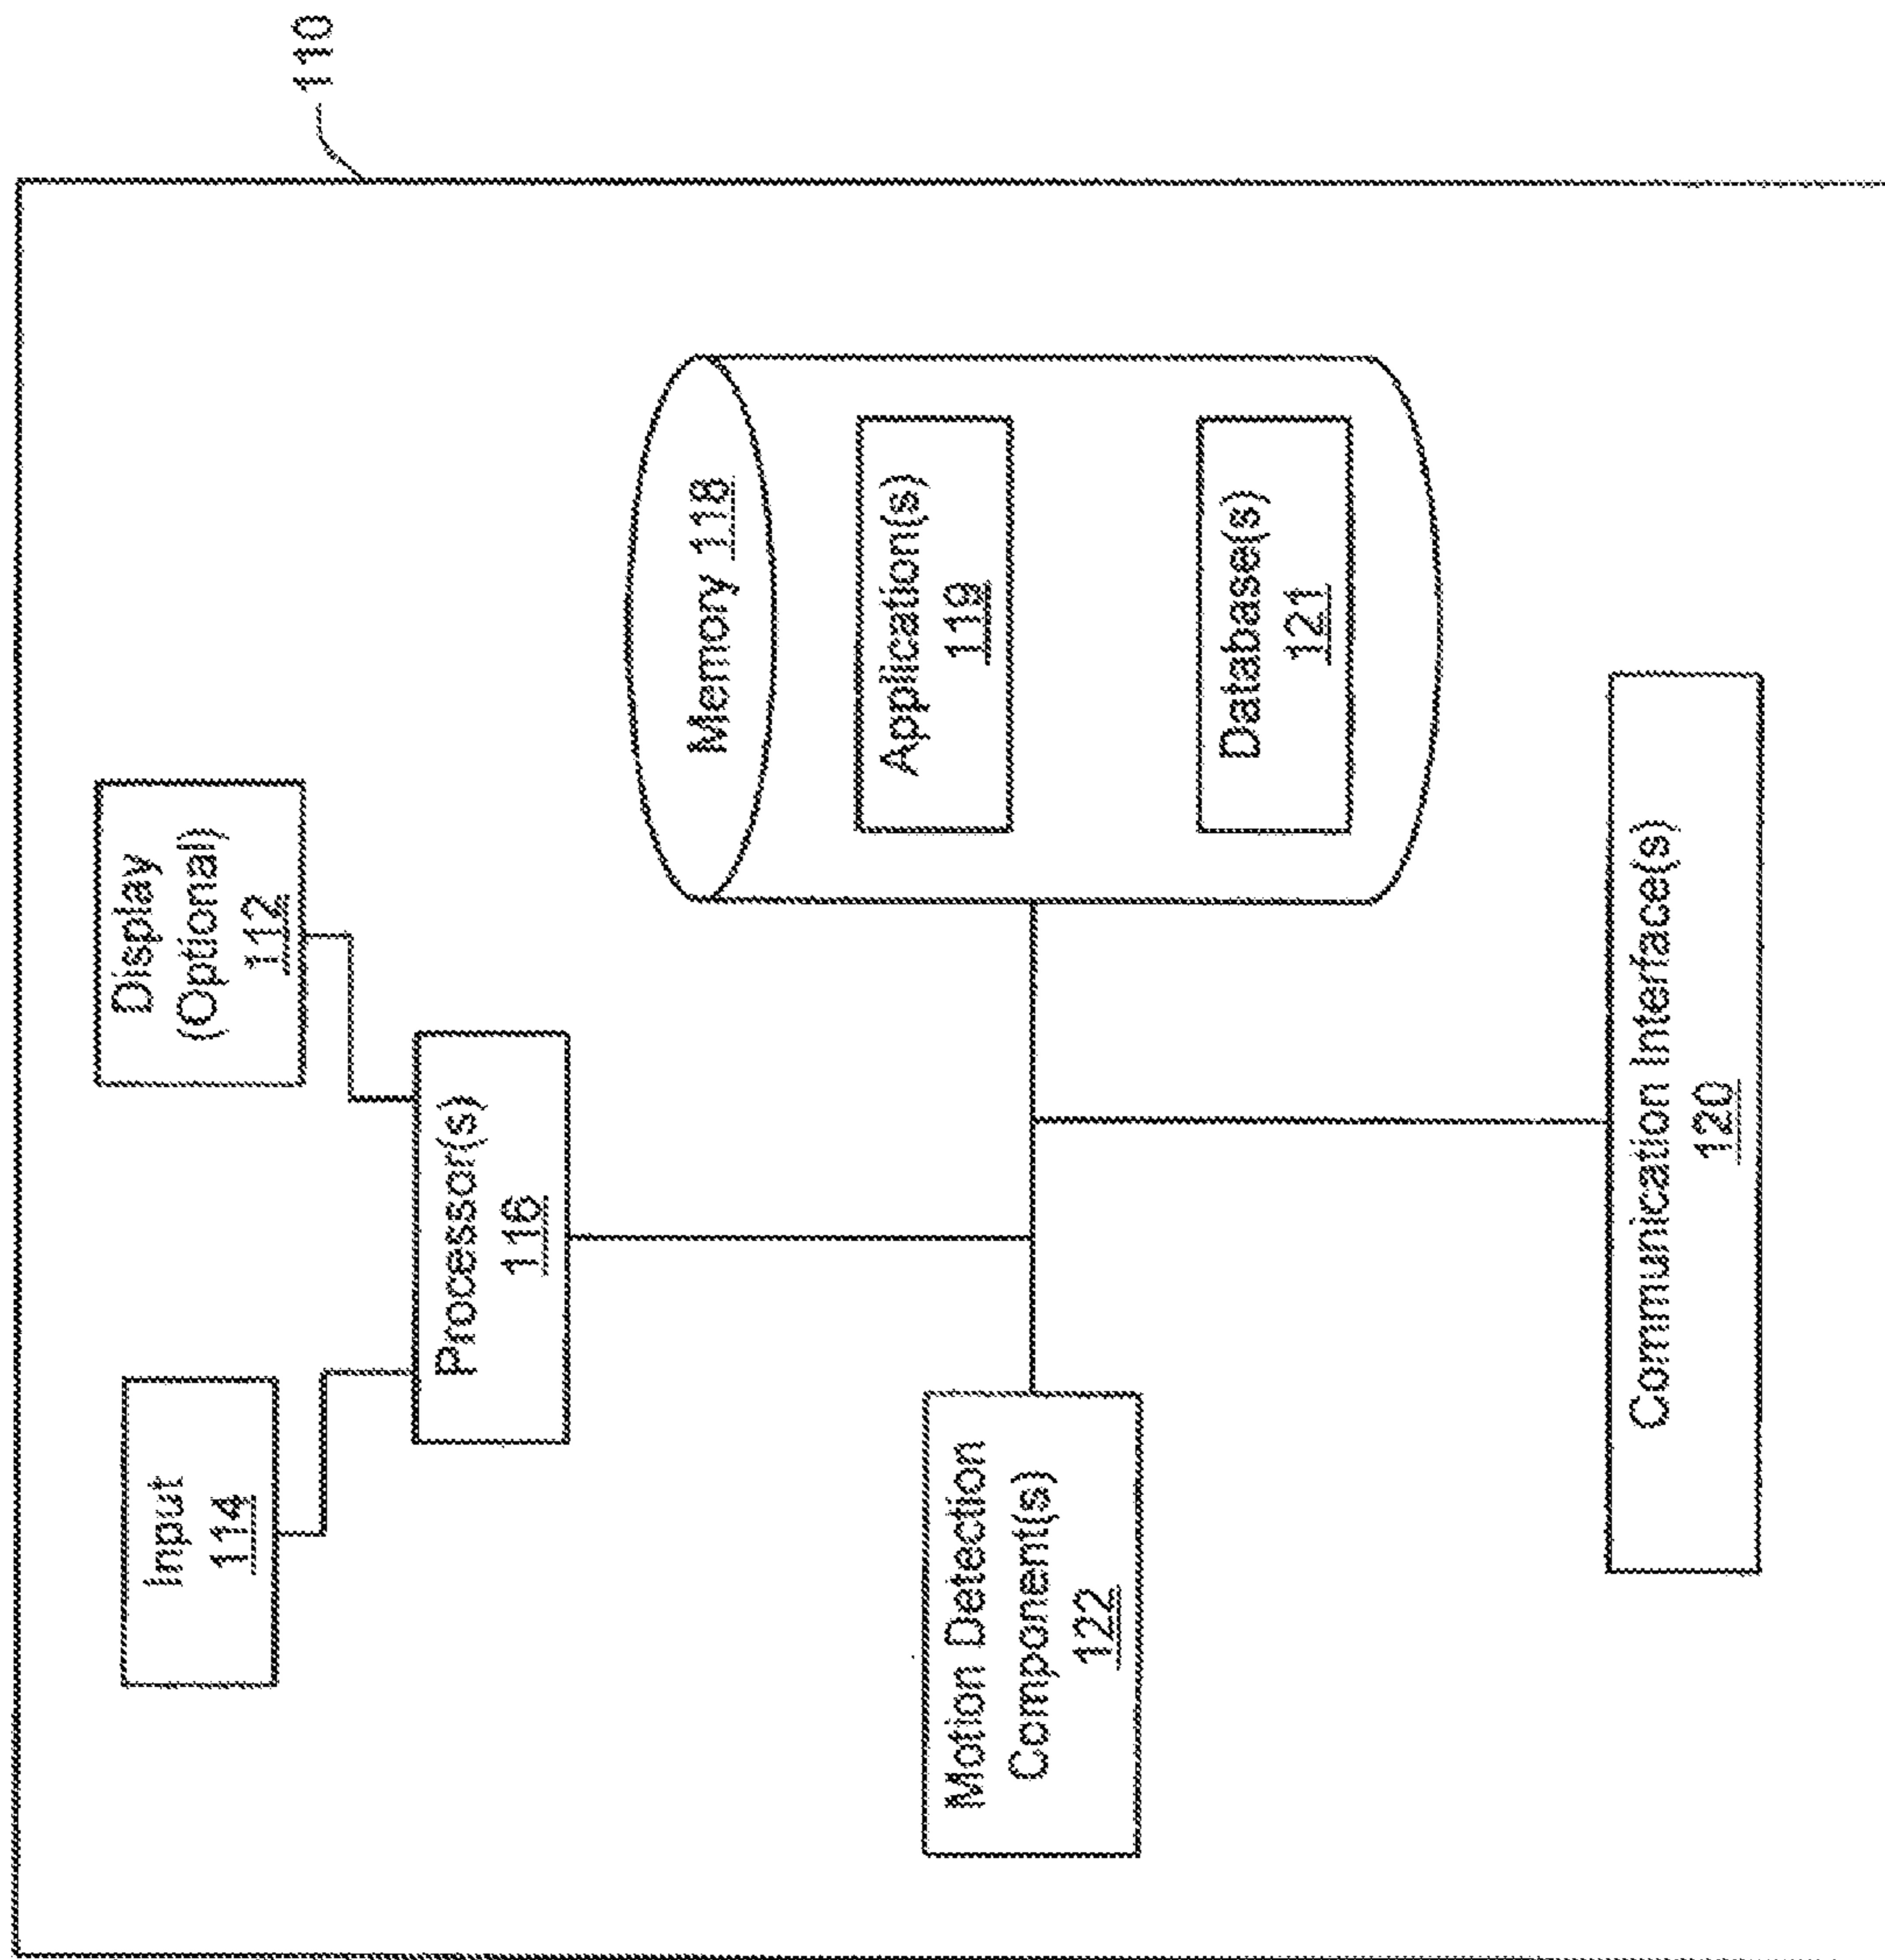 110
Input
114
Display
(Optional)
112
Processor(s)
116
Memory 118
Application(s)
119
Database(s)
121
Motion Detection
Component(s)
122
Communication Interface(s)
120